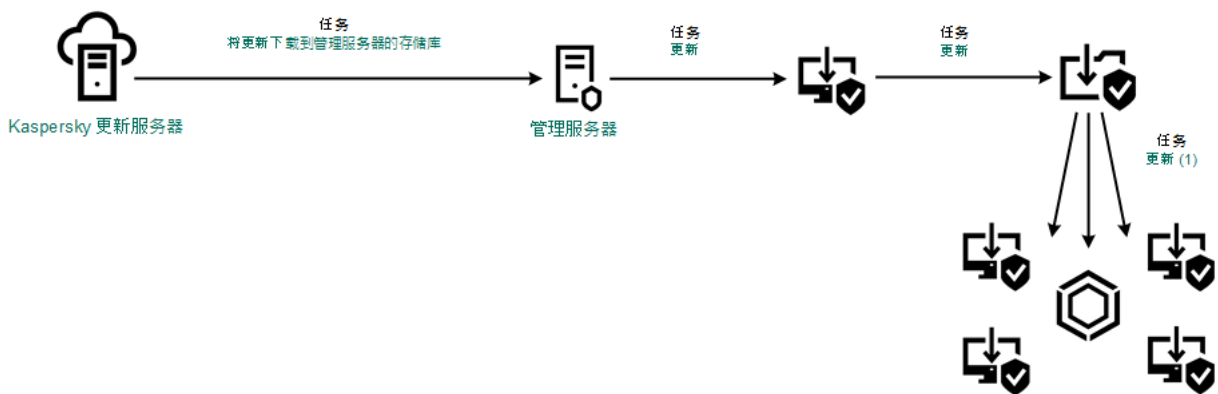 任务
将更新下载到管理服务器的存储库
任务
更新
任务
更新
Kaspersky 更新服务器
管理服务器
任务
更新 (1)